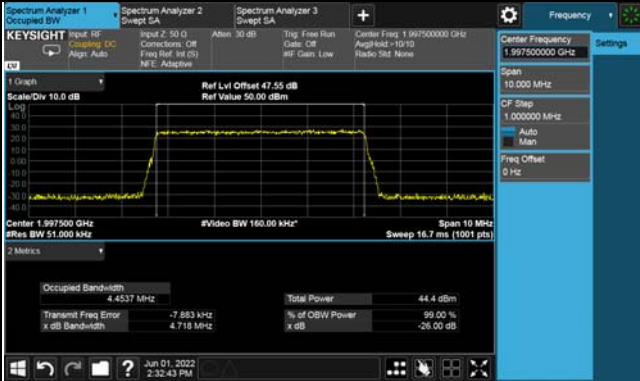 Spectrum Analyzer 1
Occupied BW
Spectrum Analyzer 2
Swept SA
Spectrum Analyzer 3
Swept SA
+
Frequency
KEYSIGHT
Input: RF
Coupling: DC
Align: Auto
Input Z: 50 Ω
Corrections: Off
Freq Ref: Int (S)
NFE: Adaptive
Atten: 30 dB
Trig: Free Run
Gate: Off
#IF Gain: Low
Center Freq: 1.997500000 GHz
Avg|Hold:>10/10
Radio Std: None
LXI
1 Graph
Scale/Div 10.0 dB
Ref Lvl Offset 47.55 dB
Ref Value 50.00 dBm
Log
40.0
30.0
20.0
10.0
0.00
-10.0
-20.0
-30.0
-40.0
Center 1.997500 GHz
#Res BW 51.000 kHz
#Video BW 160.00 kHz*
Span 10 MHz
Sweep 16.7 ms (1001 pts)
2 Metrics
Occupied Bandwidth
4.4537 MHz
Total Power 44.4 dBm
Transmit Freq Error -7.883 kHz
% of OBW Power 99.00 %
x dB Bandwidth 4.718 MHz
x dB -26.00 dB
Center Frequency
1.997500000 GHz
Settings
Span
10.000 MHz
CF Step
1.000000 MHz
Auto
Man
Freq Offset
0 Hz
?
Jun 01, 2022
2:32:43 PM